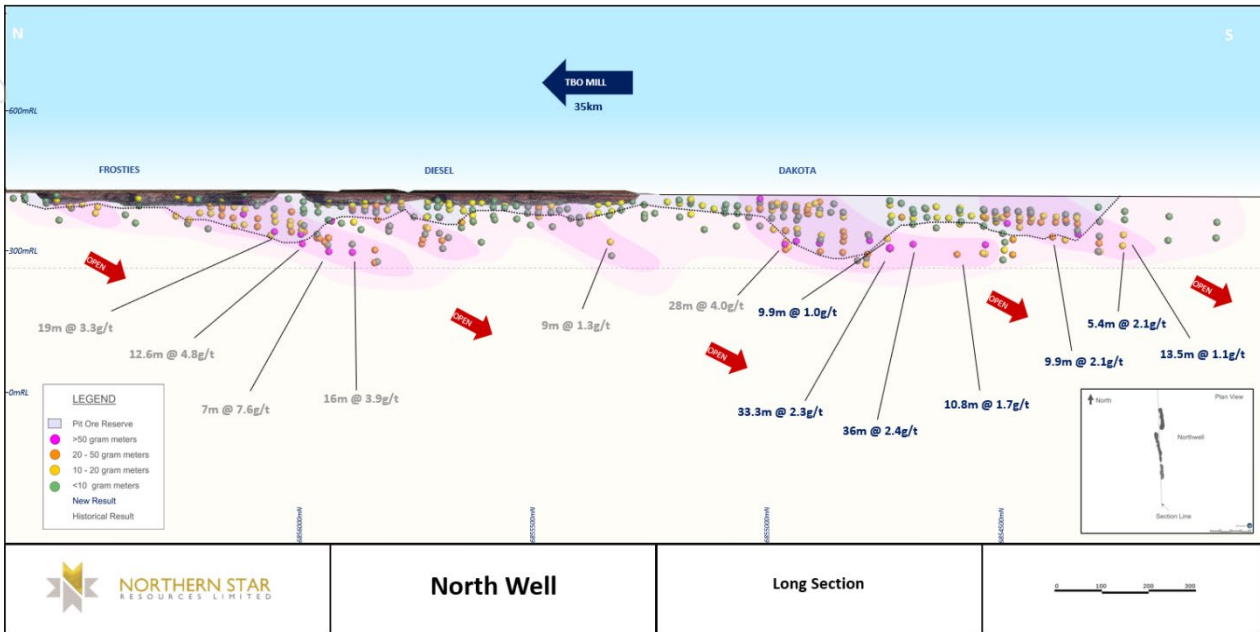 N
S
TBO MILL
35km
600mRL
FROSTIES
DIESEL
DAKOTA
300mRL
OPEN
OPEN
OPEN
OPEN
OPEN
19m @ 3.3g/t
12.6m @ 4.8g/t
7m @ 7.6g/t
16m @ 3.9g/t
9m @ 1.3g/t
28m @ 4.0g/t
9.9m @ 1.0g/t
33.3m @ 2.3g/t
36m @ 2.4g/t
10.8m @ 1.7g/t
9.9m @ 2.1g/t
5.4m @ 2.1g/t
13.5m @ 1.1g/t
0mRL
LEGEND
Pit Ore Reserve
>50 gram meters
20 - 50 gram meters
10 - 20 gram meters
<10 gram meters
New Result
Historical Result
North
Plan View
Northwell
Section Line
6856000mN
6855500mN
6855000mN
6854500mN
NORTHERN STAR
RESOURCES LIMITED
North Well
Long Section
0 100 200 300